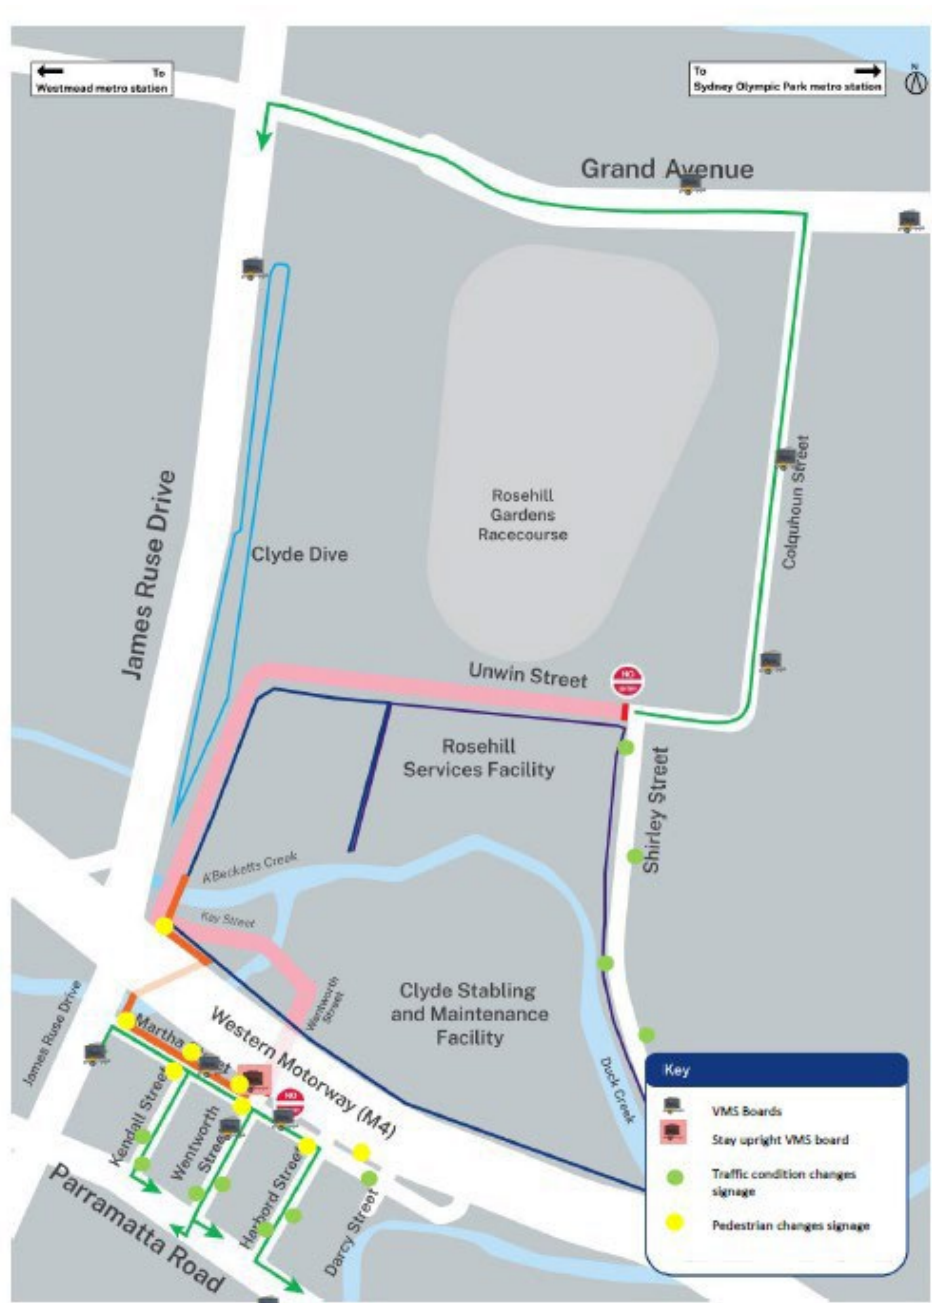 To
Westmead metro station
To
Sydney Olympic Park metro station
N
Grand Avenue
James Ruse Drive
Clyde Dive
Rosehill
Gardens
Racecourse
Colquhoun Street
Unwin Street
NO
Rosehill
Services Facility
Shirley Street
A'Becketts Creek
Kay Street
Wentworth
Street
Clyde Stabling
and Maintenance
Facility
James Ruse Drive
Martha Street
Western Motorway (M4)
Duck Creek
NO
Kendall Street
Wentworth
Street
Harbord Street
Darcy Street
Parramatta Road
Key
VMS Boards
Stay upright VMS board
Traffic condition changes
signage
Pedestrian changes signage